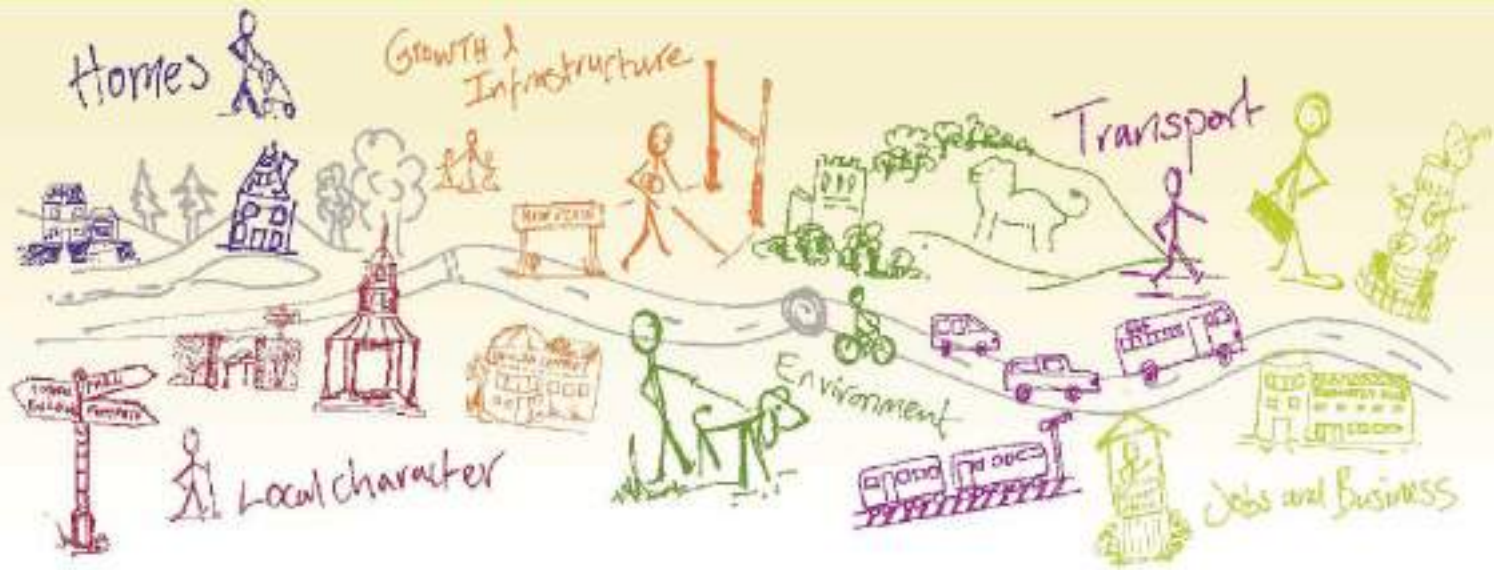 Homes
Growth &
Infrastructure
Transport
Environment
Local character
Jobs and Business